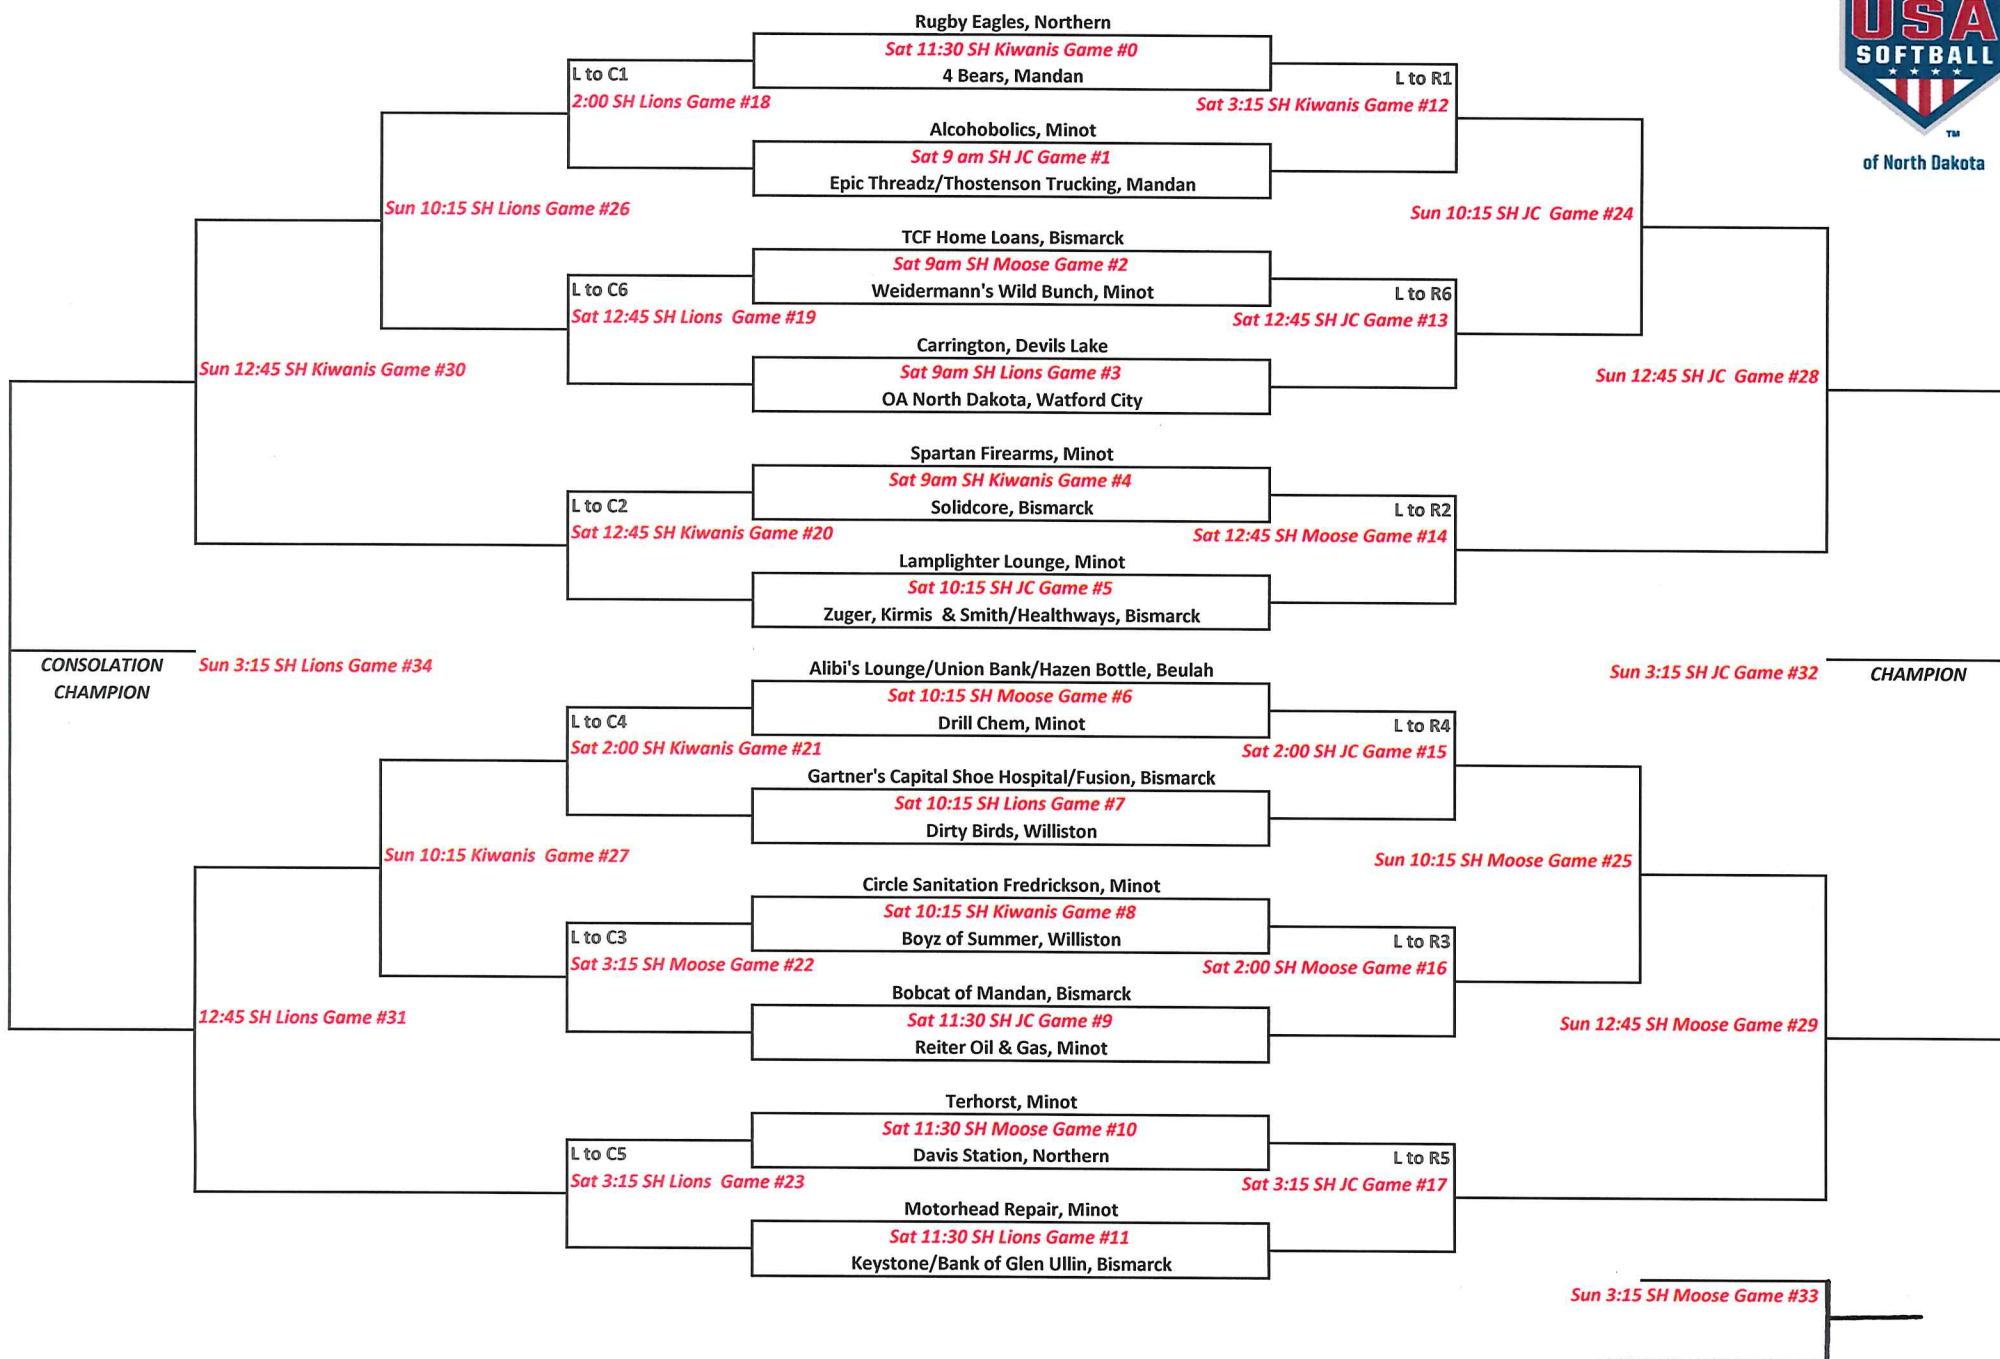 USA
SOFTBALL
TM
of North Dakota
Rugby Eagles, Northern
Sat 11:30 SH Kiwanis Game #0
4 Bears, Mandan
L to C1
2:00 SH Lions Game #18
L to R1
Sat 3:15 SH Kiwanis Game #12
Alcohobolics, Minot
Sat 9 am SH JC Game #1
Epic Threadz/Thostenson Trucking, Mandan
Sun 10:15 SH Lions Game #26
Sun 10:15 SH JC  Game #24
TCF Home Loans, Bismarck
Sat 9am SH Moose Game #2
Weidermann's Wild Bunch, Minot
L to C6
Sat 12:45 SH Lions  Game #19
L to R6
Sat 12:45 SH JC Game #13
Carrington, Devils Lake
Sat 9am SH Lions Game #3
OA North Dakota, Watford City
Sun 12:45 SH Kiwanis Game #30
Sun 12:45 SH JC  Game #28
Spartan Firearms, Minot
Sat 9am SH Kiwanis Game #4
Solidcore, Bismarck
L to C2
Sat 12:45 SH Kiwanis Game #20
L to R2
Sat 12:45 SH Moose Game #14
Lamplighter Lounge, Minot
Sat 10:15 SH JC Game #5
Zuger, Kirmis  & Smith/Healthways, Bismarck
CONSOLATION
CHAMPION
Sun 3:15 SH Lions Game #34
Sun 3:15 SH JC Game #32
CHAMPION
Alibi's Lounge/Union Bank/Hazen Bottle, Beulah
Sat 10:15 SH Moose Game #6
Drill Chem, Minot
L to C4
Sat 2:00 SH Kiwanis Game #21
L to R4
Sat 2:00 SH JC Game #15
Gartner's Capital Shoe Hospital/Fusion, Bismarck
Sat 10:15 SH Lions Game #7
Dirty Birds, Williston
Sun 10:15 Kiwanis  Game #27
Sun 10:15 SH Moose Game #25
Circle Sanitation Fredrickson, Minot
Sat 10:15 SH Kiwanis Game #8
Boyz of Summer, Williston
L to C3
Sat 3:15 SH Moose Game #22
L to R3
Sat 2:00 SH Moose Game #16
Bobcat of Mandan, Bismarck
Sat 11:30 SH JC Game #9
Reiter Oil & Gas, Minot
12:45 SH Lions Game #31
Sun 12:45 SH Moose Game #29
Terhorst, Minot
Sat 11:30 SH Moose Game #10
Davis Station, Northern
L to C5
Sat 3:15 SH Lions  Game #23
L to R5
Sat 3:15 SH JC Game #17
Motorhead Repair, Minot
Sat 11:30 SH Lions Game #11
Keystone/Bank of Glen Ullin, Bismarck
Sun 3:15 SH Moose Game #33